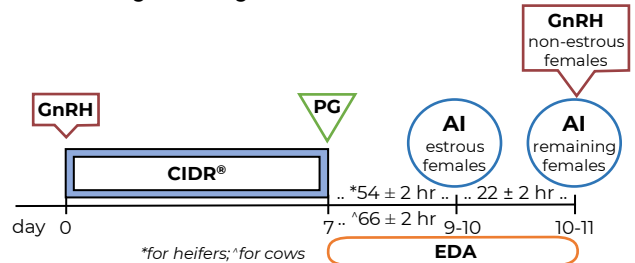 GnRH
non-estrous
females
GnRH
PG
AI
estrous
females
AI
remaining
females
CIDR®
.. *54 ± 2 hr .. .. 22 ± 2 hr ..
.. ^66 ± 2 hr
day 0 7 9-10 10-11
*for heifers; ^for cows
EDA